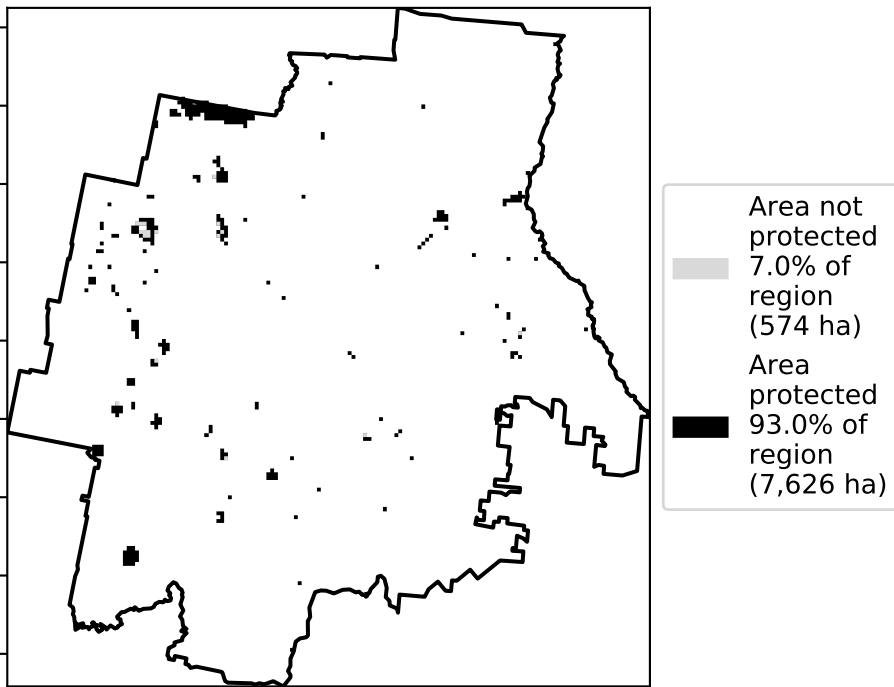 Area not
protected
7.0% of
region
(574 ha)
Area
protected
93.0% of
region
(7,626 ha)